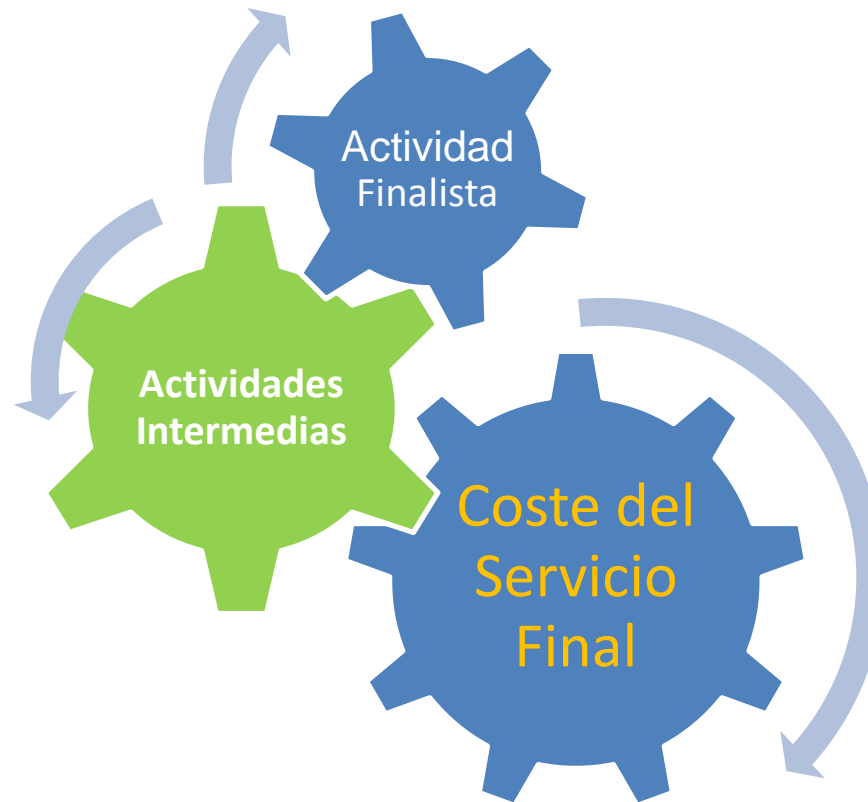 Actividad
Finalista
Actividades
Intermedias
Coste del
Servicio
Final